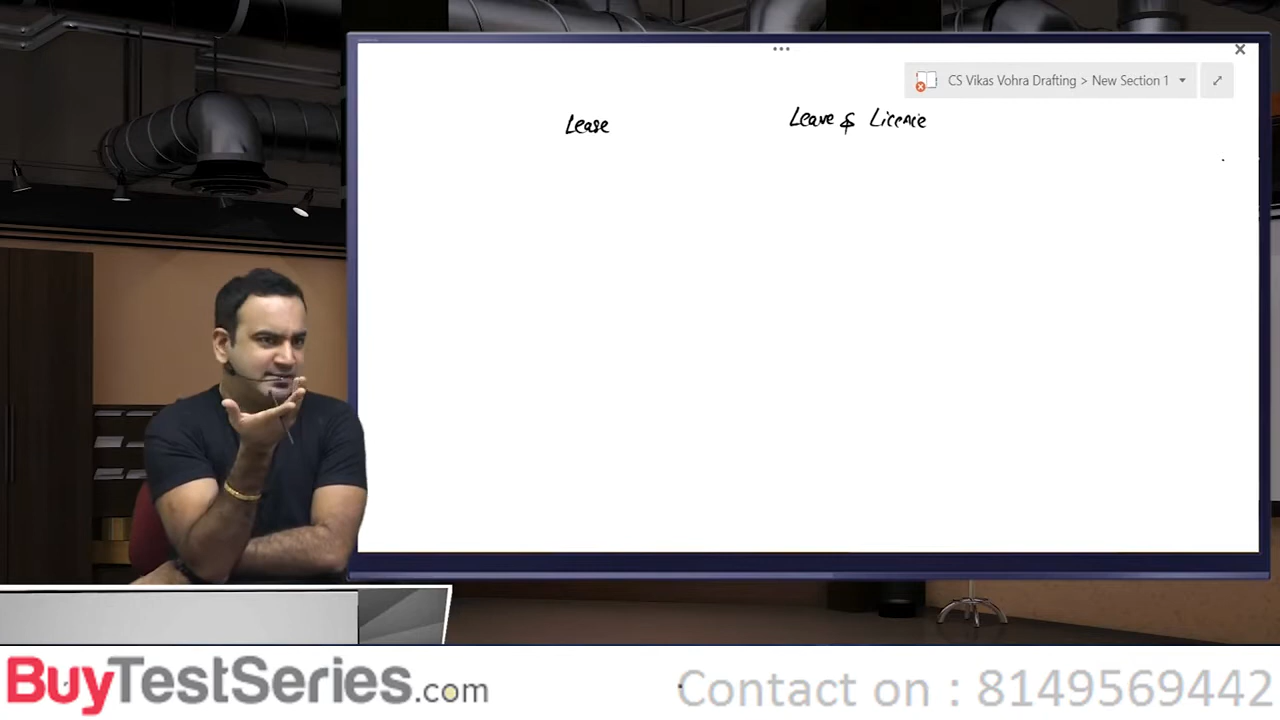 CS Vikas Vohra Drafting > New Section 1
Lease
Leave & Licence
BuyTestSeries.com
Contact on : 8149569442